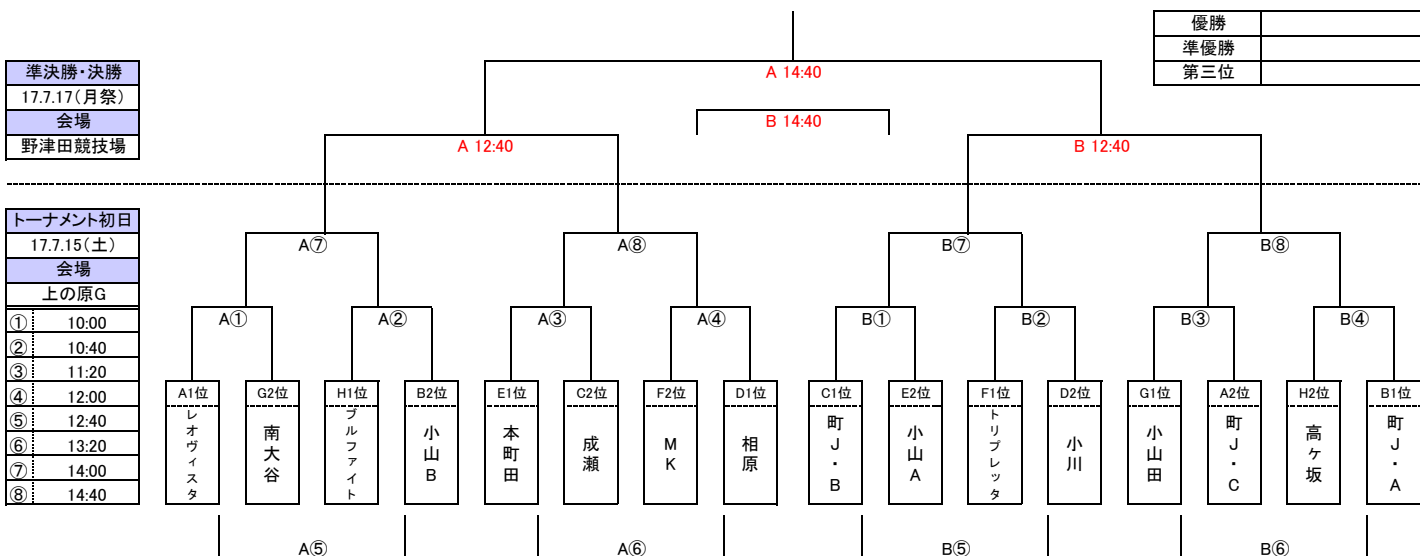 優勝
準優勝
第三位
準決勝・決勝
17.7.17(月祭)
会場
野津田競技場
A 14:40
B 14:40
A 12:40
B 12:40
トーナメント初日
17.7.15(土)
会場
上の原G
① 10:00
② 10:40
③ 11:20
④ 12:00
⑤ 12:40
⑥ 13:20
⑦ 14:00
⑧ 14:40
A⑦ A⑧ B⑦ B⑧
A① A② A③ A④ B① B② B③ B④
A1位 G2位 H1位 B2位 E1位 C2位 F2位 D1位 C1位 E2位 F1位 D2位 G1位 A2位 H2位 B1位
レオヴィスタ
南大谷
ブルファイト
小山B
本町田
成瀬
MK
相原
町J・B
小山A
トリプレッタ
小川
小山田
町J・C
高ヶ坂
町J・A
A⑤ A⑥ B⑤ B⑥